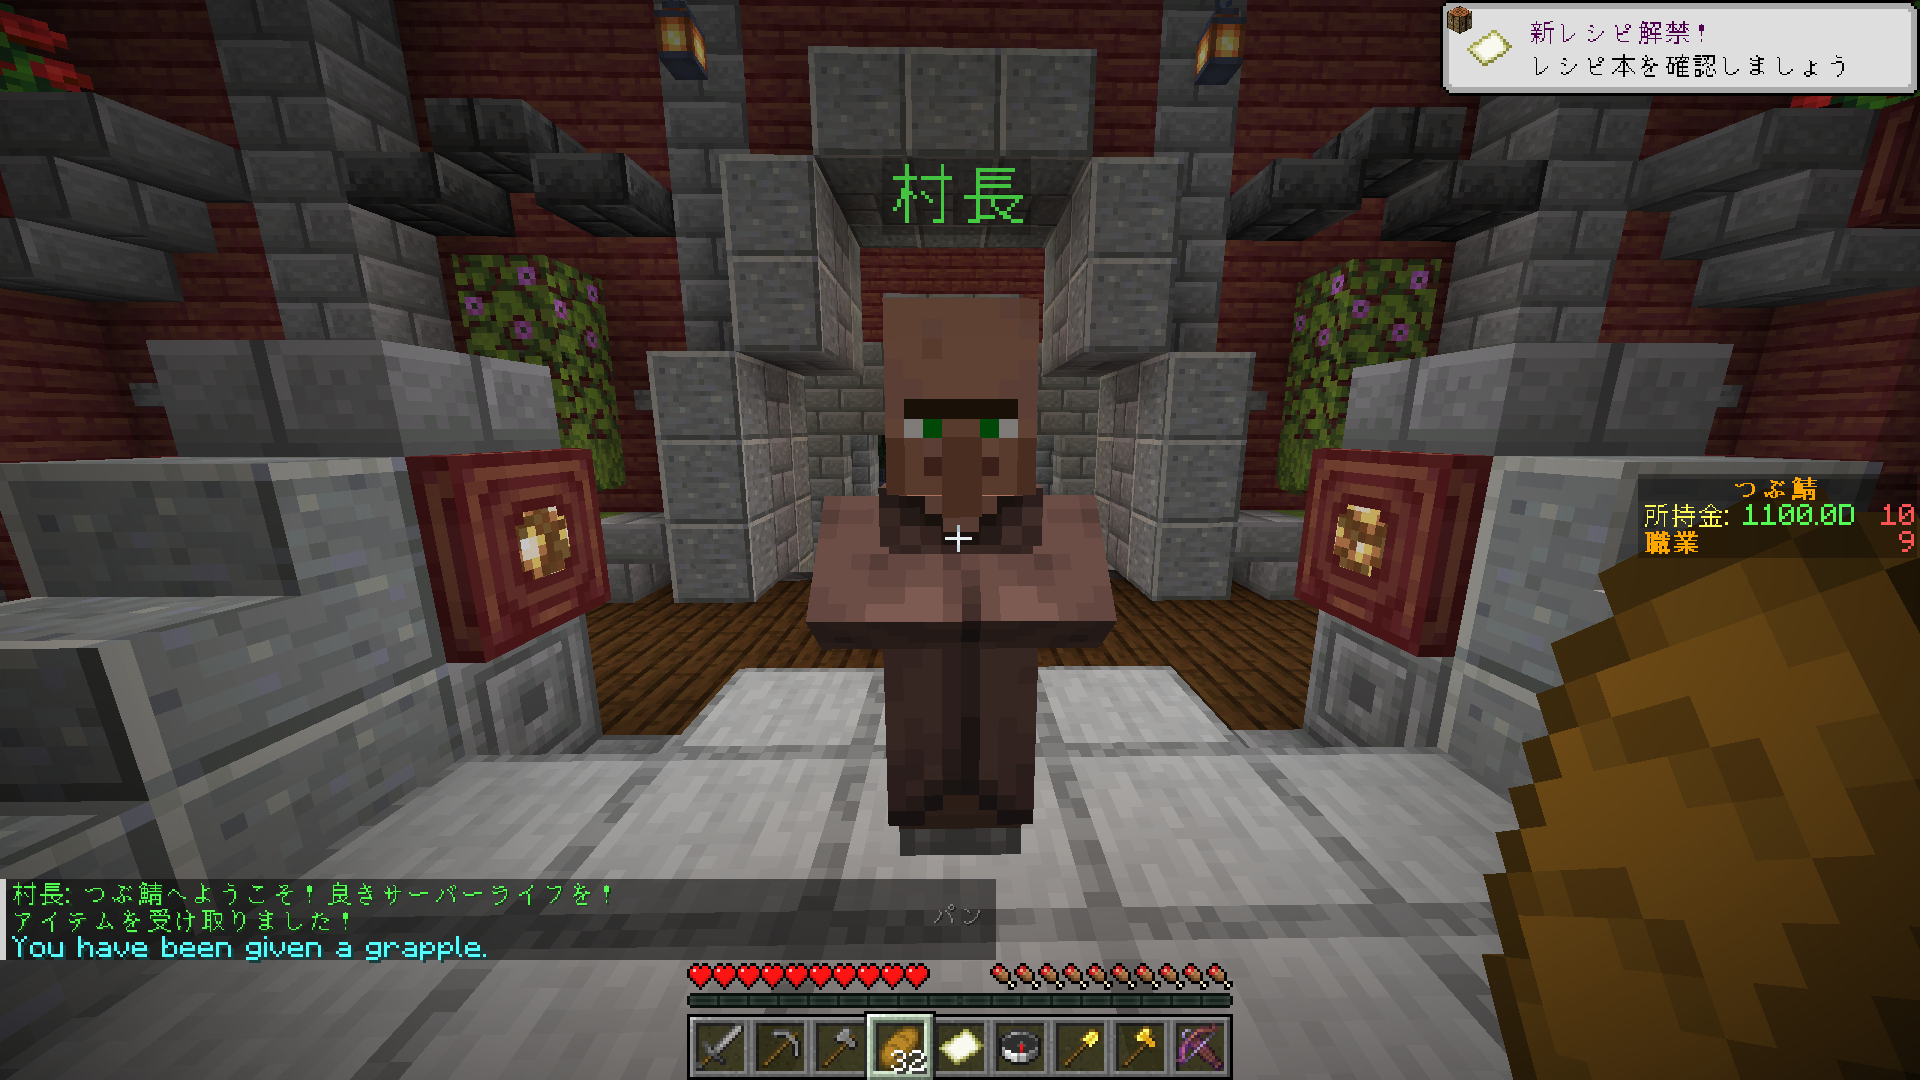 新レシピ解禁！
レシピ本を確認しましょう
村長
つぶ鯖
所持金: 1100.0D 10
職業 9
村長: つぶ鯖へようこそ！良きサーバーライフを！
アイテムを受け取りました！
You have been given a grapple.
パン
32